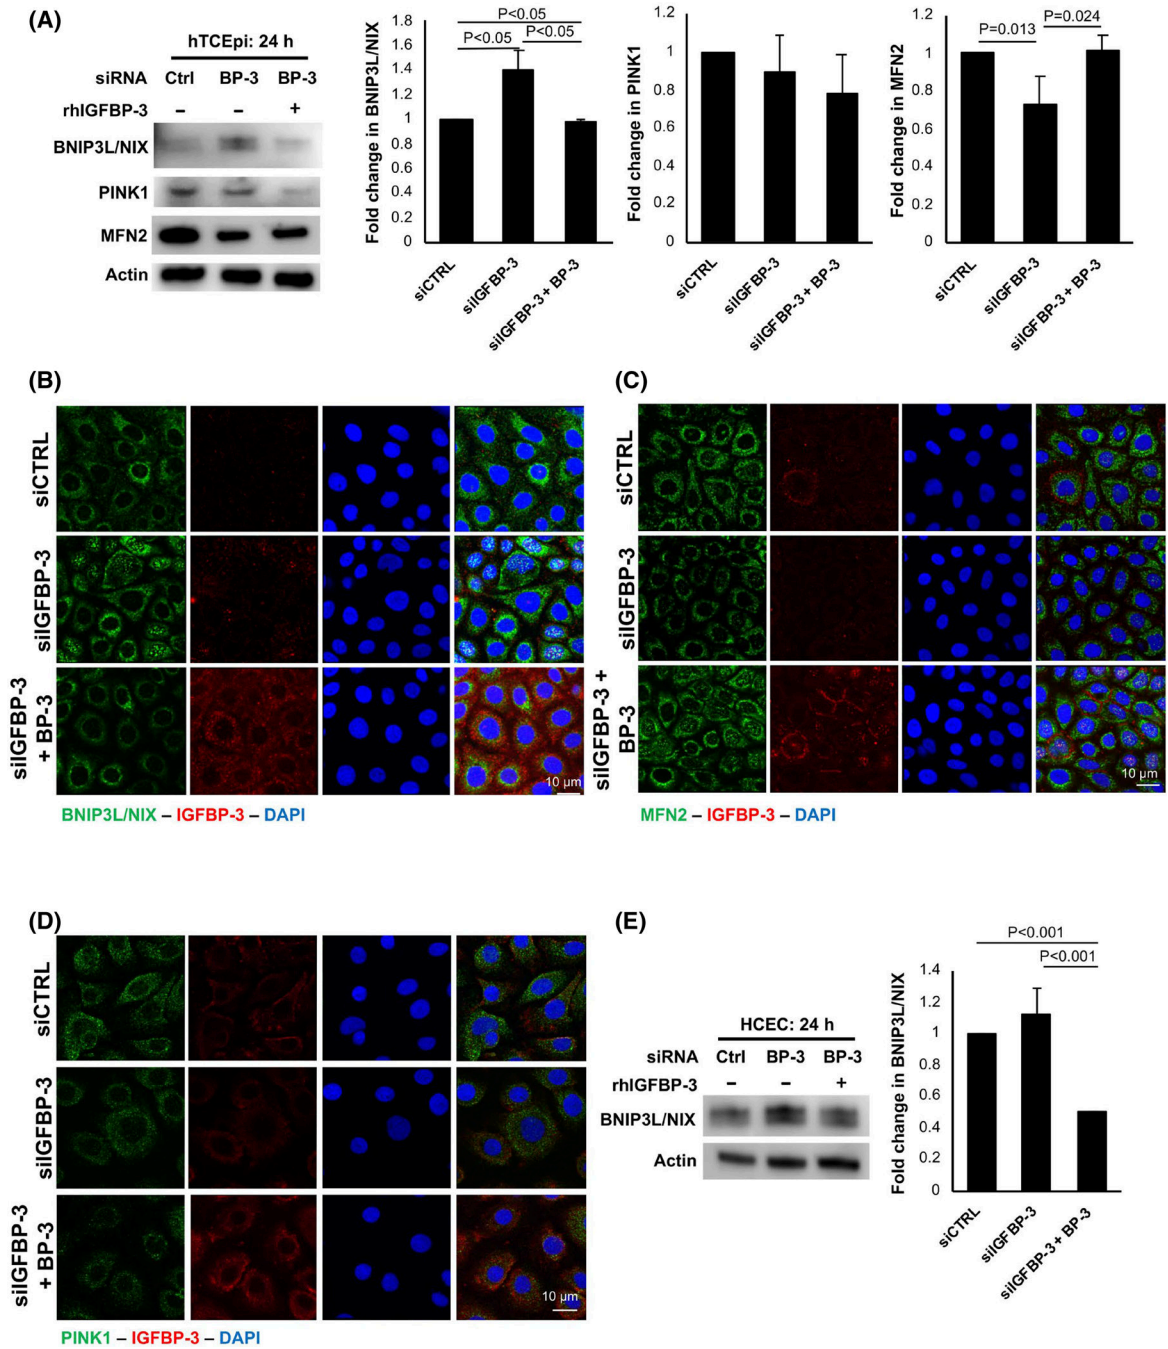 (A)
hTCEpi: 24 h
siRNA Ctrl BP-3 BP-3
rhIGFBP-3 – – +
BNIP3L/NIX
PINK1
MFN2
Actin
Fold change in BNIP3L/NIX
1.8
1.6
1.4
1.2
1
0.8
0.6
0.4
0.2
0
P<0.05
P<0.05 P<0.05
siCTRL
siIGFBP-3
siIGFBP-3 + BP-3
Fold change in PINK1
1.2
1
0.8
0.6
0.4
0.2
0
siCTRL
siIGFBP-3
siIGFBP-3 + BP-3
Fold change in MFN2
1.2
1
0.8
0.6
0.4
0.2
0
P=0.024
P=0.013
siCTRL
siIGFBP-3
siIGFBP-3 + BP-3
(B)
siCTRL
siIGFBP-3
siIGFBP-3
+ BP-3
10 µm
BNIP3L/NIX – IGFBP-3 – DAPI
(C)
siCTRL
siIGFBP-3
siIGFBP-3 +
BP-3
10 µm
MFN2 – IGFBP-3 – DAPI
(D)
siCTRL
siIGFBP-3
siIGFBP-3
+ BP-3
10 µm
PINK1 – IGFBP-3 – DAPI
(E)
HCEC: 24 h
siRNA Ctrl BP-3 BP-3
rhIGFBP-3 – – +
BNIP3L/NIX
Actin
Fold change in BNIP3L/NIX
1.4
1.2
1
0.8
0.6
0.4
0.2
0
P<0.001
P<0.001
siCTRL
siIGFBP-3
siIGFBP-3 + BP-3